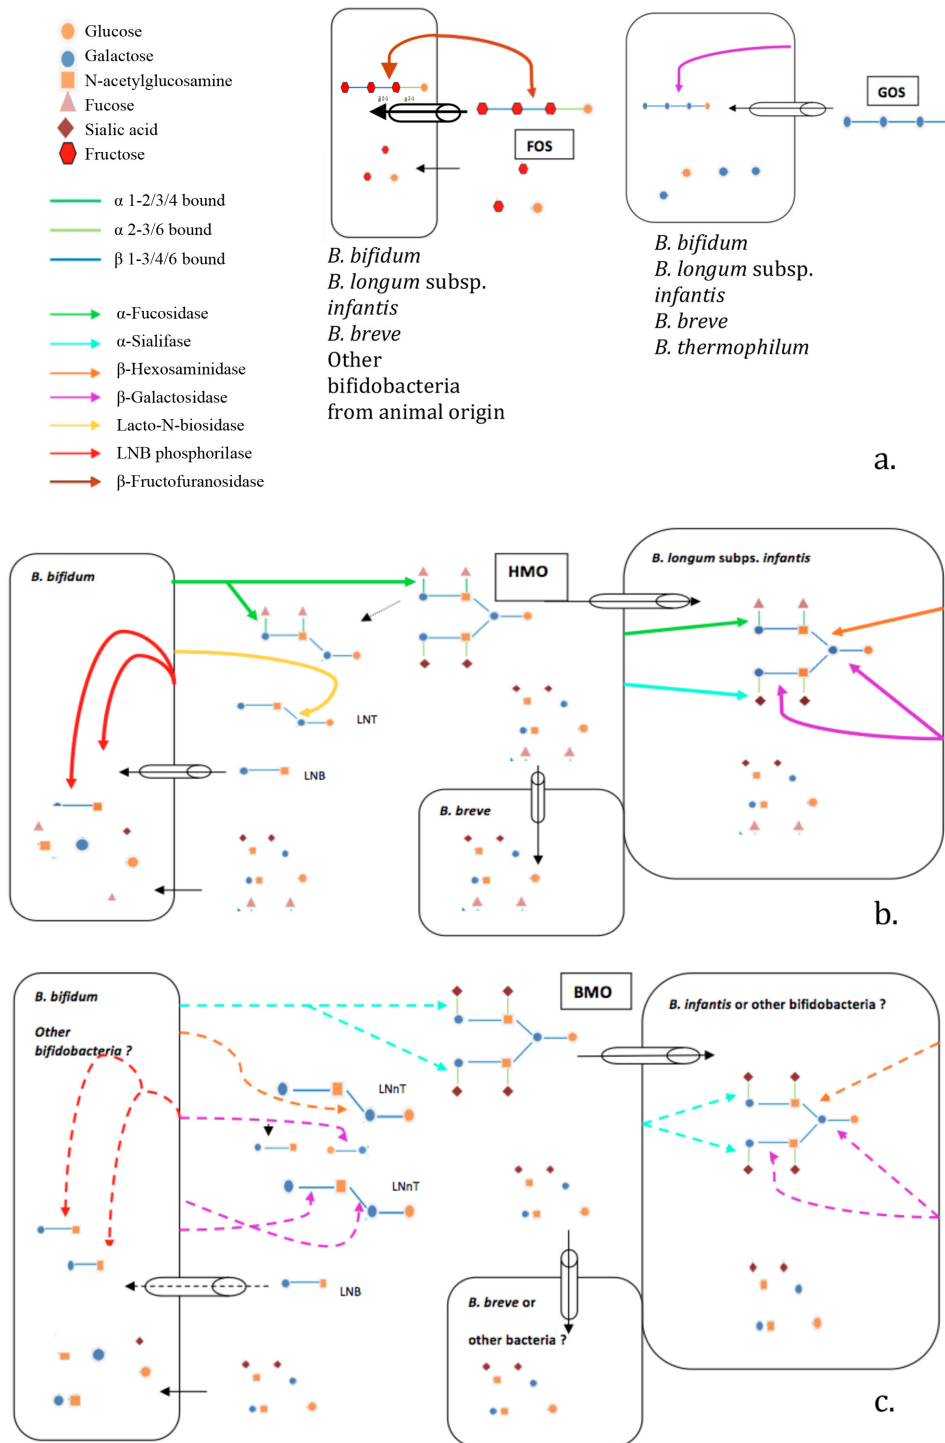 Glucose
Galactose
N-acetylglucosamine
Fucose
Sialic acid
Fructose
α 1-2/3/4 bound
α 2-3/6 bound
β 1-3/4/6 bound
α-Fucosidase
α-Sialifase
β-Hexosaminidase
β-Galactosidase
Lacto-N-biosidase
LNB phosphorilase
β-Fructofuranosidase
FOS
B. bifidum
B. longum subsp.
infantis
B. breve
Other
bifidobacteria
from animal origin
GOS
B. bifidum
B. longum subsp.
infantis
B. breve
B. thermophilum
a.
B. bifidum
HMO
B. longum subps. infantis
LNT
LNB
B. breve
b.
B. bifidum
Other
bifidobacteria ?
BMO
B. infantis or other bifidobacteria ?
LNnT
LNnT
LNB
B. breve or
other bacteria ?
c.